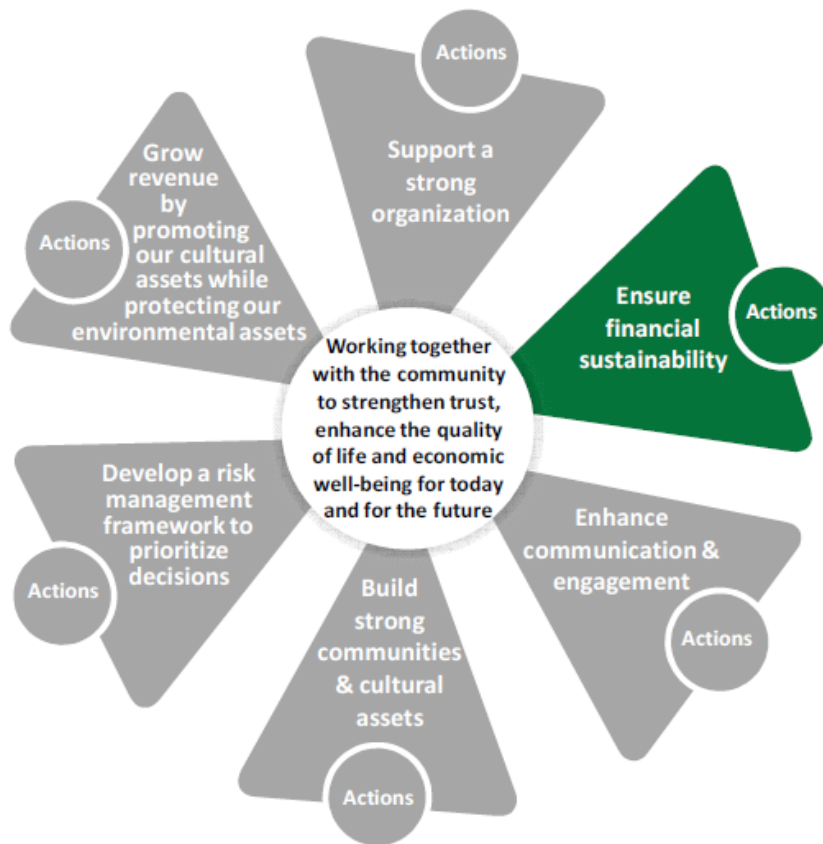 Actions
Support a
strong
organization
Actions
Ensure
financial
sustainability
Actions
Enhance
communication &
engagement
Actions
Build
strong
communities
& cultural
assets
Actions
Develop a risk
management
framework to
prioritize
decisions
Actions
Grow
revenue
by
promoting
our cultural
assets while
protecting our
environmental assets
Working together
with the community
to strengthen trust,
enhance the quality
of life and economic
well-being for today
and for the future